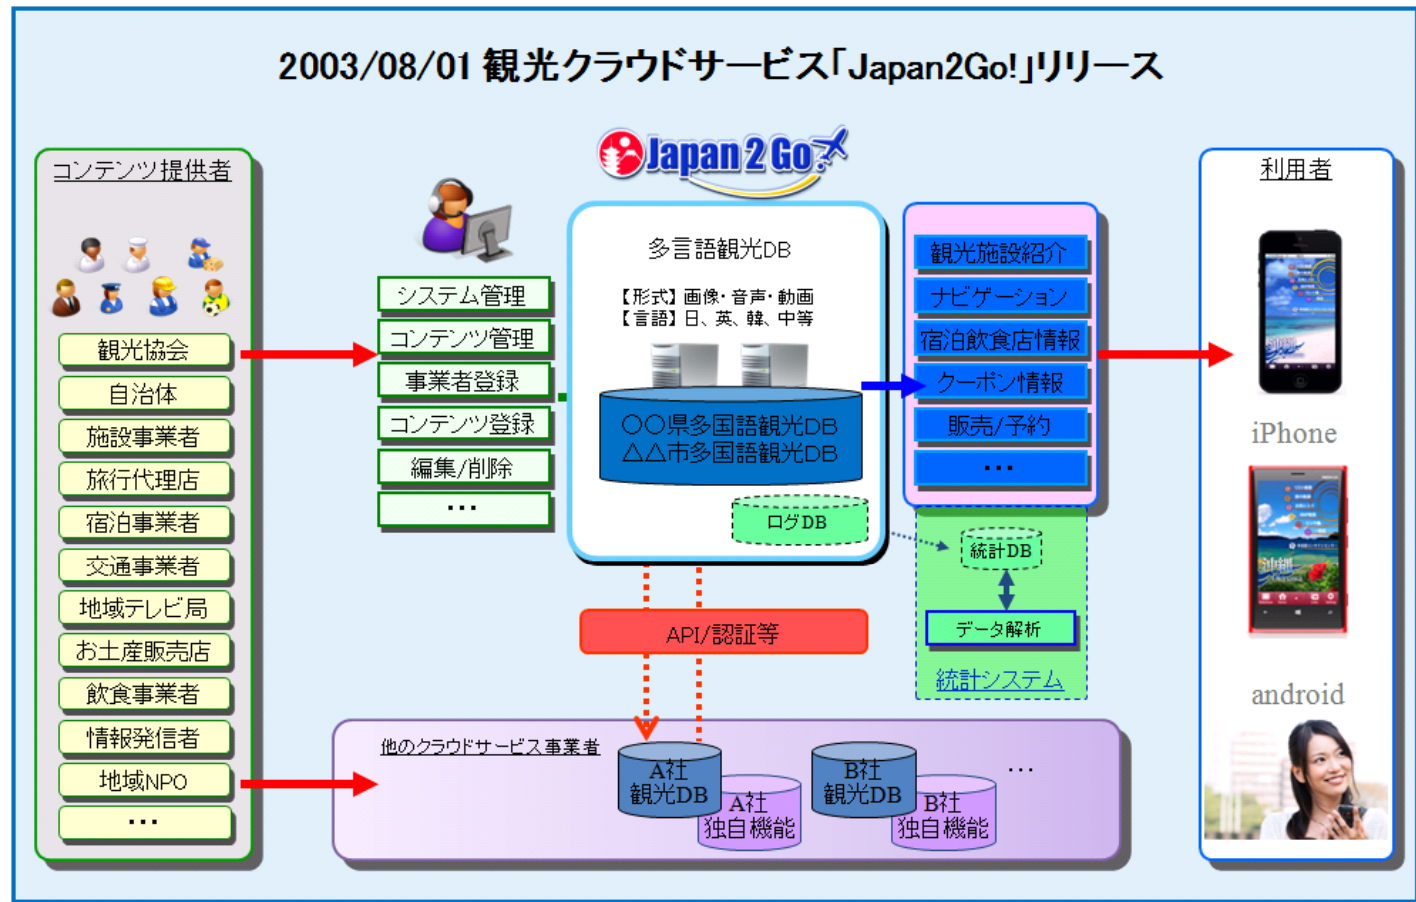 2003/08/01 観光クラウドサービス「Japan2Go!」リリース
Japan 2 Go
コンテンツ提供者
観光協会
自治体
施設事業者
旅行代理店
宿泊事業者
交通事業者
地域テレビ局
お土産販売店
飲食事業者
情報発信者
地域NPO
…
システム管理
コンテンツ管理
事業者登録
コンテンツ登録
編集/削除
…
多言語観光DB
【形式】画像・音声・動画
【言語】日、英、韓、中等
〇〇県多国語観光DB
△△市多国語観光DB
ログDB
観光施設紹介
ナビゲーション
宿泊飲食店情報
クーポン情報
販売/予約
…
統計DB
データ解析
統計システム
API/認証等
他のクラウドサービス事業者
A社
観光DB
A社
独自機能
B社
観光DB
B社
独自機能
…
利用者
iPhone
沖縄
android